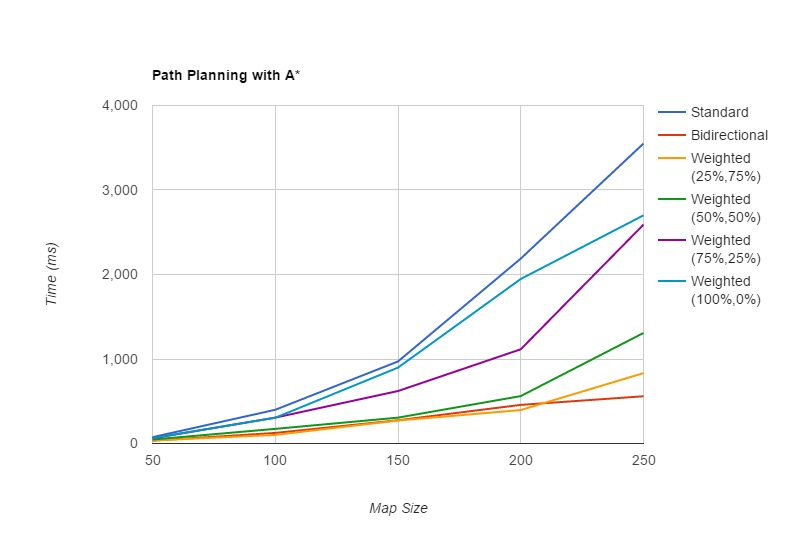 Path Planning with A*
4,000
3,000
2,000
1,000
0
Time (ms)
50
100
150
200
250
Map Size
Standard
Bidirectional
Weighted
(25%,75%)
Weighted
(50%,50%)
Weighted
(75%,25%)
Weighted
(100%,0%)